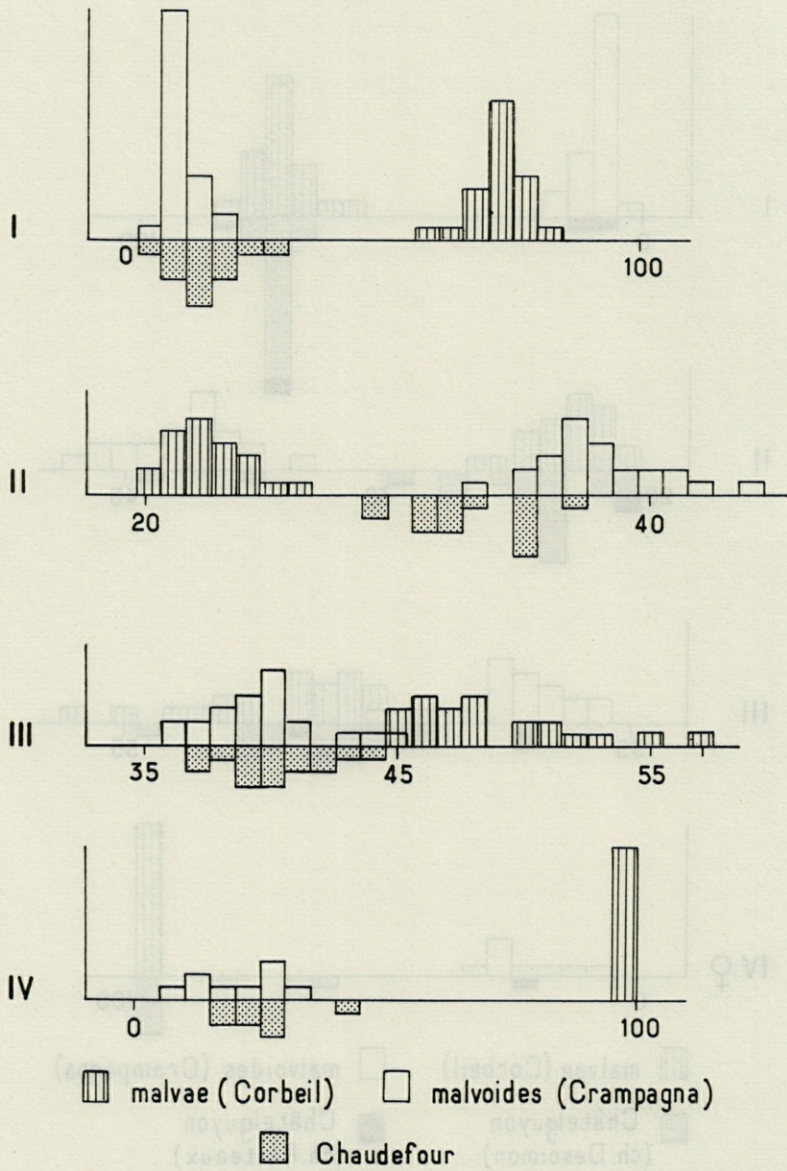 I
0 100
II
20 40
III
35 45 55
IV
0 100
malvae (Corbeil) malvoides (Crampagna)
Chaudefour